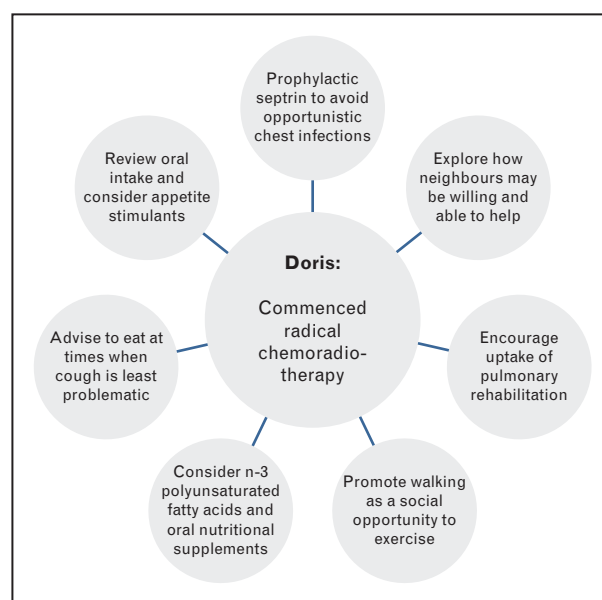 Prophylactic
septrin to avoid
opportunistic
chest infections
Explore how
neighbours may
be willing and
able to help
Encourage
uptake of
pulmonary
rehabilitation
Promote walking
as a social
opportunity to
exercise
Consider n-3
polyunsaturated
fatty acids and
oral nutritional
supplements
Advise to eat at
times when
cough is least
problematic
Review oral
intake and
consider appetite
stimulants
Doris:
Commenced
radical
chemoradio-
therapy